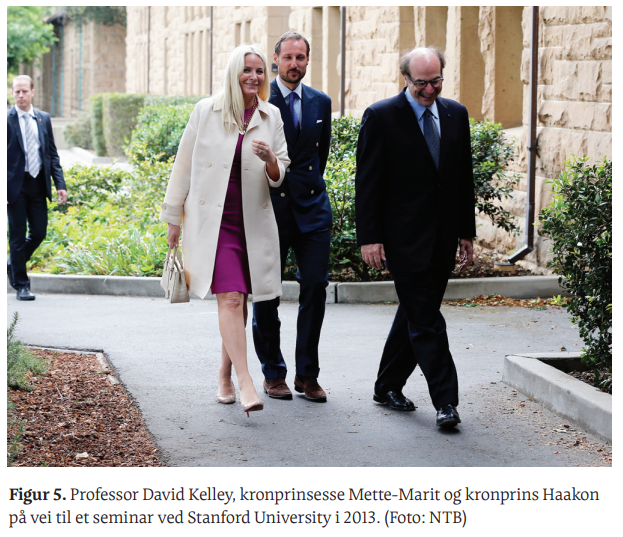 Figur 5. Professor David Kelley, kronprinsesse Mette-Marit og kronprins Haakon
på vei til et seminar ved Stanford University i 2013. (Foto: NTB)